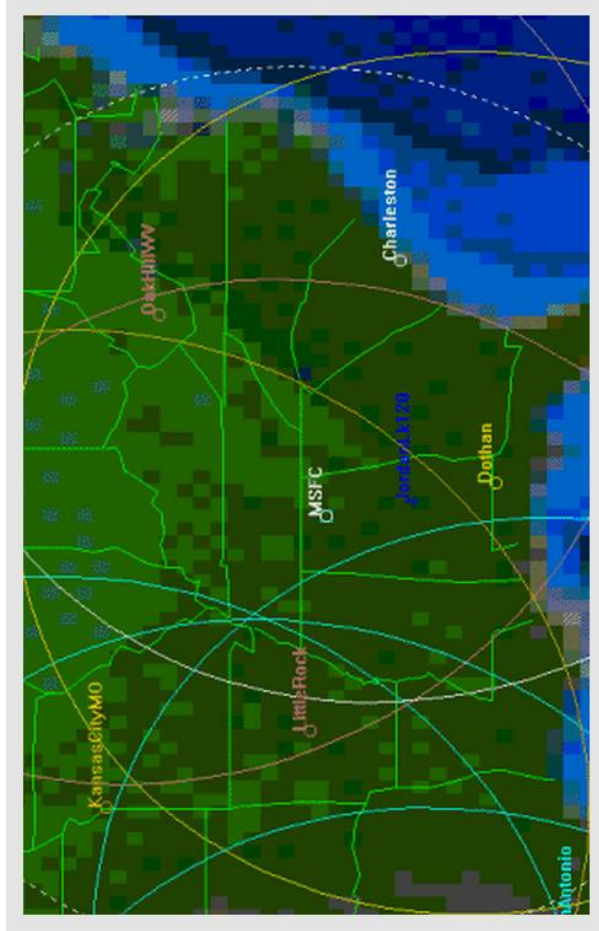 KansasCityMO
OakHillWV
LittleRock
MSFC
Charleston
JordanLk120
Dothan
nAntonio